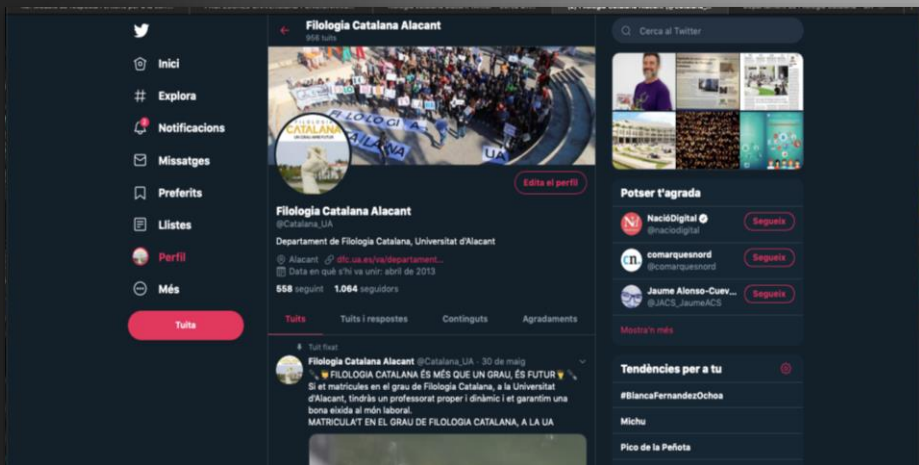 Filologia Catalana Alacant
956 tuits
Inici
Explora
Notificacions
Missatges
Preferits
Llistes
Perfil
Més
Tuita
FILOLOGIA
CATALANA
UA
FILOLOGIA
CATALANA
Edita el perfil
Filologia Catalana Alacant
@Catalana_UA
Departament de Filologia Catalana, Universitat d'Alacant
Alacant dfc.ua.es/va/departament...
Data en què s'hi va unir: abril de 2013
558 seguint 1.064 seguidors
Tuits Tuits i respostes Continguts Agradaments
Tuit fixat
Filologia Catalana Alacant @Catalana_UA · 30 de maig
FILOLOGIA CATALANA ÉS MÉS QUE UN GRAU, ÉS FUTUR
Si et matricules en el grau de Filologia Catalana, a la Universitat
d'Alacant, tindràs un professorat proper i dinàmic i et garantim una
bona eixida al món laboral.
MATRICULA'T EN EL GRAU DE FILOLOGIA CATALANA, A LA UA
Cerca al Twitter
Potser t'agrada
NacióDigital
@naciodigital
Segueix
comarquesnord
@comarquesnord
Segueix
Jaume Alonso-Cuev...
@JACS_JaumeACS
Segueix
Mostra'n més
Tendències per a tu
#BlancaFernandezOchoa
Michu
Pico de la Peñota